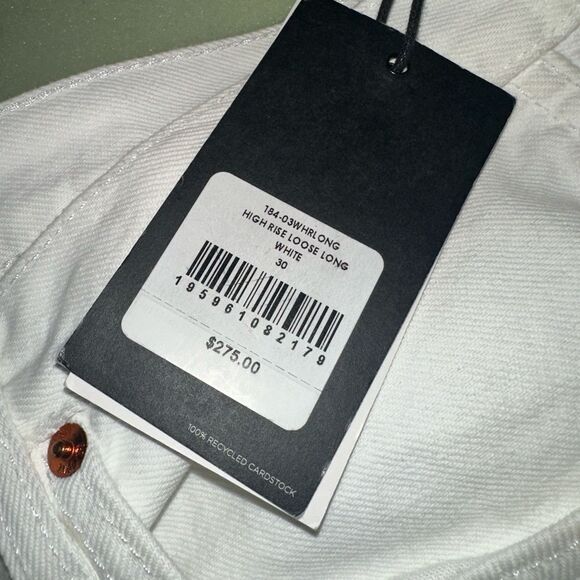 184-03WHRLONG
HIGH RISE LOOSE LONG
WHITE
30
195961082179
$275.00
100% RECYCLED CARDSTOCK